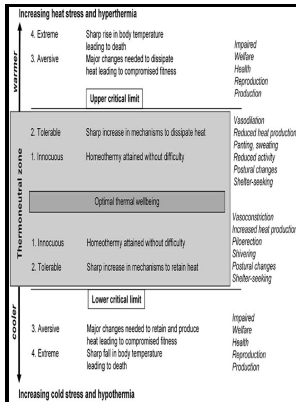 Increasing heat stress and hyperthermia
warmer
4. Extreme Sharp rise in body temperature
leading to death
3. Aversive Major changes needed to dissipate
heat leading to compromised fitness
Impaired
Welfare
Health
Reproduction
Production
Upper critical limit
Thermoneutral zone
2. Tolerable Sharp increase in mechanisms to dissipate heat
1. Innocuous Homeothermy attained without difficulty
Vasodilation
Reduced heat production
Panting, sweating
Reduced activity
Postural changes
Shelter-seeking
Optimal thermal wellbeing
1. Innocuous Homeothermy attained without difficulty
2. Tolerable Sharp increase in mechanisms to retain heat
Vasoconstriction
Increased heat production
Piloerection
Shivering
Postural changes
Shelter-seeking
Lower critical limit
cooler
3. Aversive Major changes needed to retain and produce
heat leading to compromised fitness
4. Extreme Sharp fall in body temperature
leading to death
Impaired
Welfare
Health
Reproduction
Production
Increasing cold stress and hypothermia